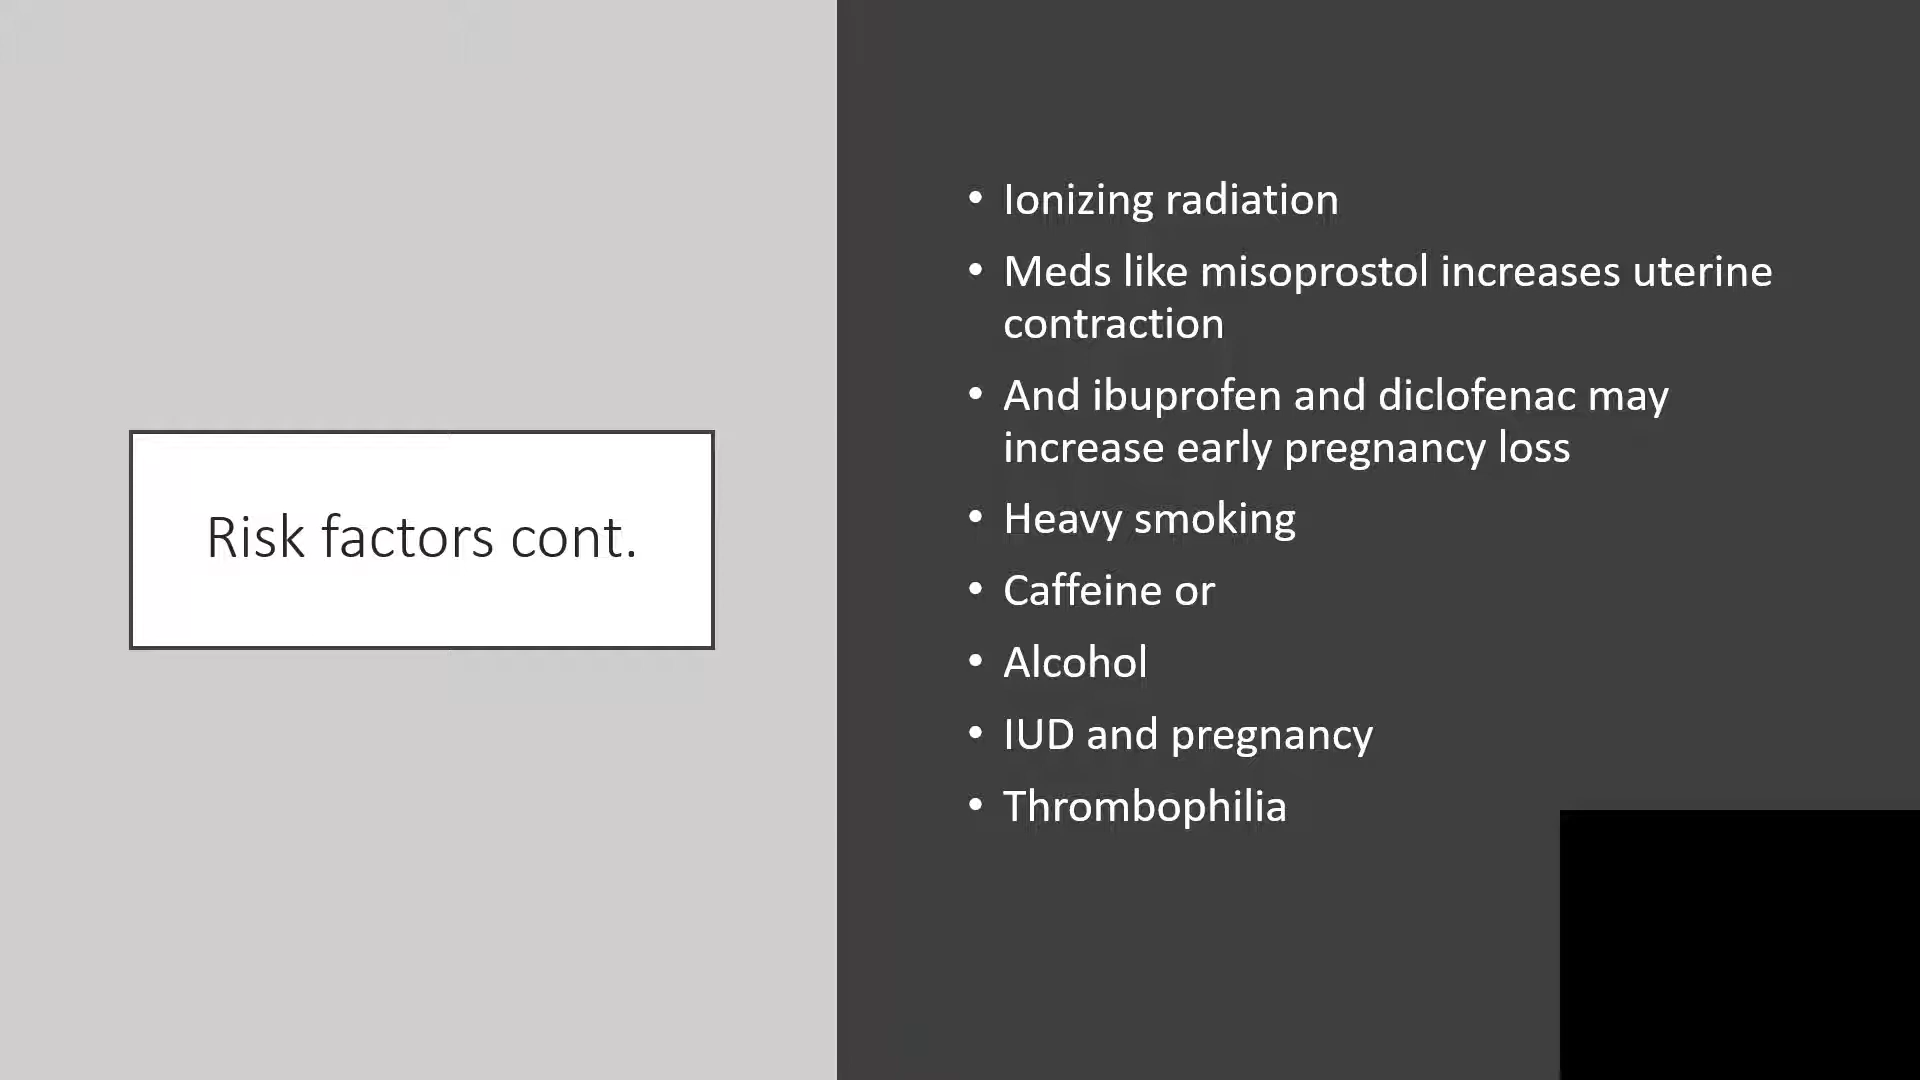 Risk factors cont.
• Ionizing radiation
• Meds like misoprostol increases uterine
contraction
• And ibuprofen and diclofenac may
increase early pregnancy loss
• Heavy smoking
• Caffeine or
• Alcohol
• IUD and pregnancy
• Thrombophilia